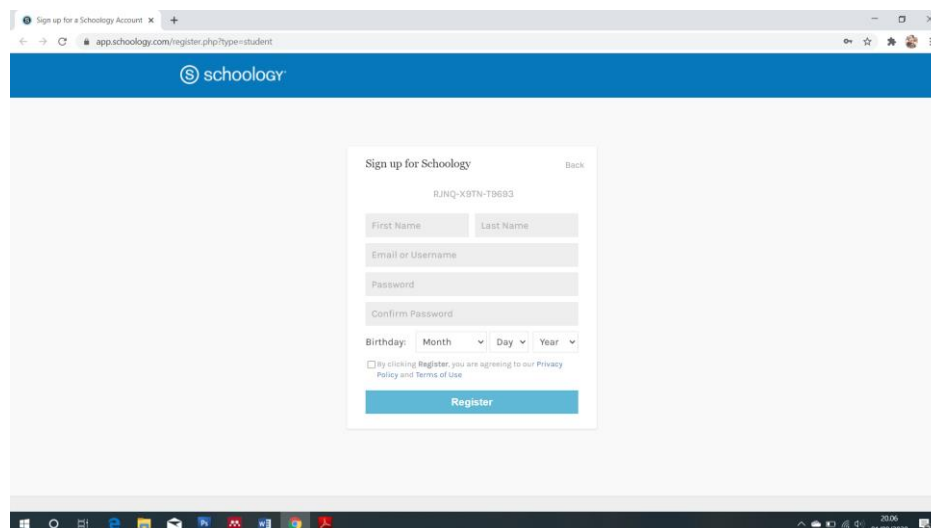 Sign up for a Schoology Account
app.schoology.com/register.php?type=student
schoology
Sign up for Schoology Back
RJNQ-X9TN-T9693
First Name Last Name
Email or Username
Password
Confirm Password
Birthday: Month Day Year
By clicking Register, you are agreeing to our Privacy
Policy and Terms of Use
Register
20.06